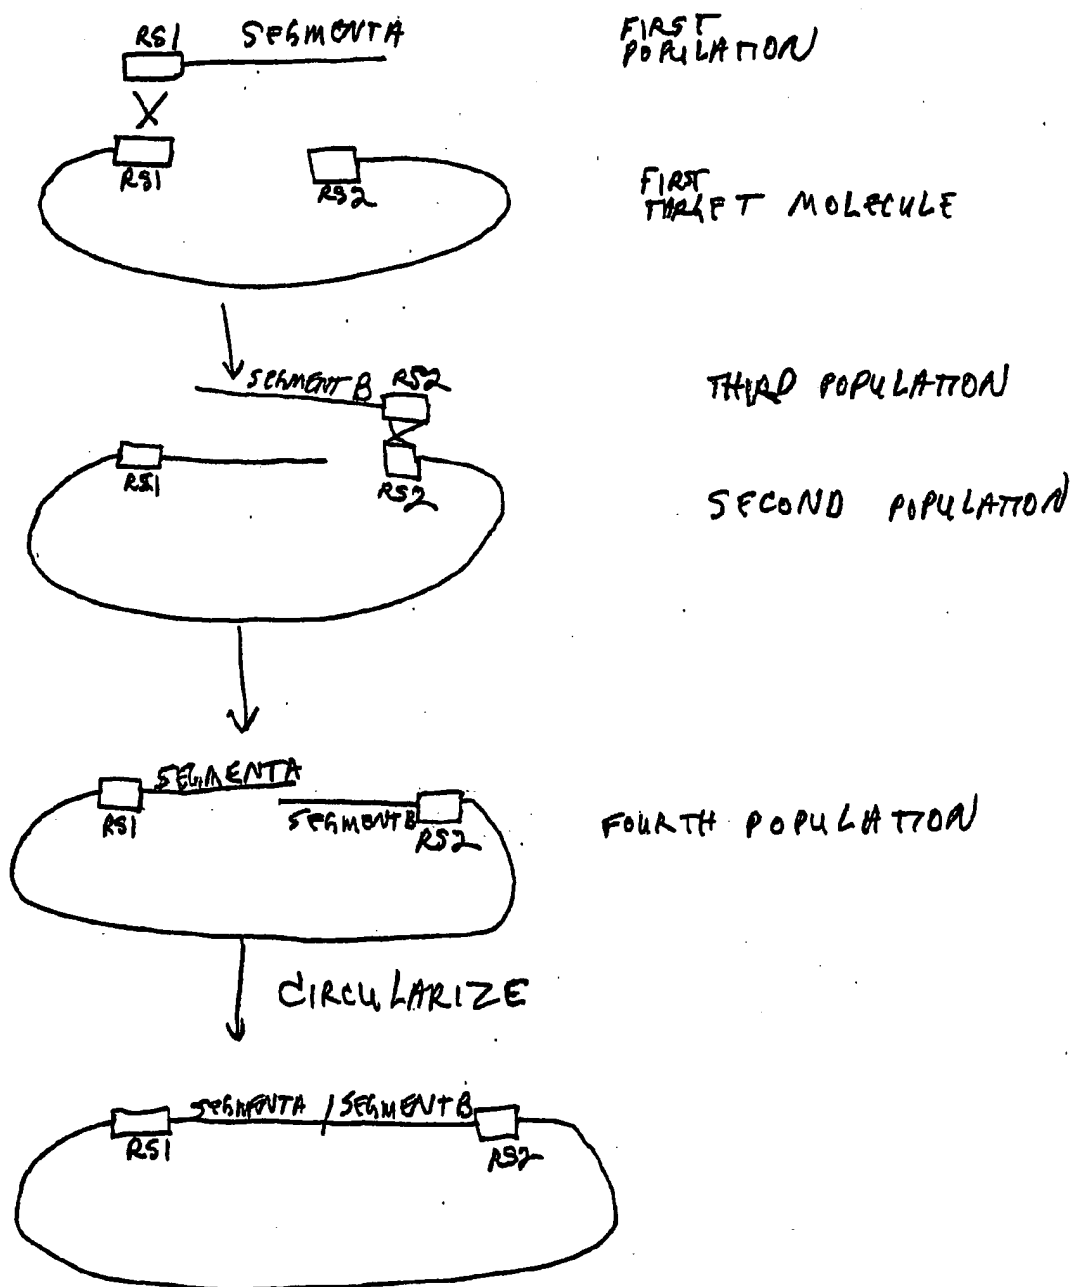 RS1 SEGMENTA
FIRST
POPULATION
RS1
RS2
FIRST
TARGET MOLECULE
SEGMENT B RS2
THIRD POPULATION
RS1
RS2
SECOND POPULATION
SEGMENTA
RS1
SEGMENTB
RS2
FOURTH POPULATION
CIRCULARIZE
SEGMENTA / SEGMENTB
RS1
RS2